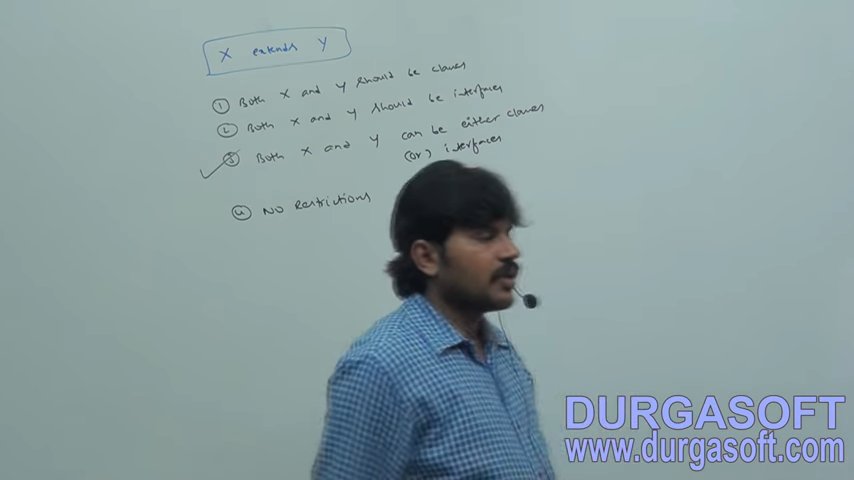 X extends Y
① Both X and Y should be classes
② Both X and Y should be interfaces
③ Both X and Y can be either classes
(or) interfaces
④ NO Restrictions
DURGASOFT
www.durgasoft.com